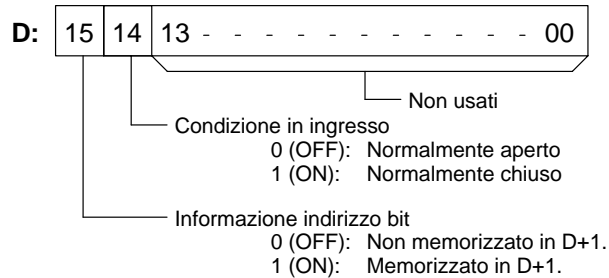 D: 15 14 13 - - - - - - - - - - - - 00
Non usati
Condizione in ingresso
0 (OFF): Normalmente aperto
1 (ON): Normalmente chiuso
Informazione indirizzo bit
0 (OFF): Non memorizzato in D+1.
1 (ON): Memorizzato in D+1.